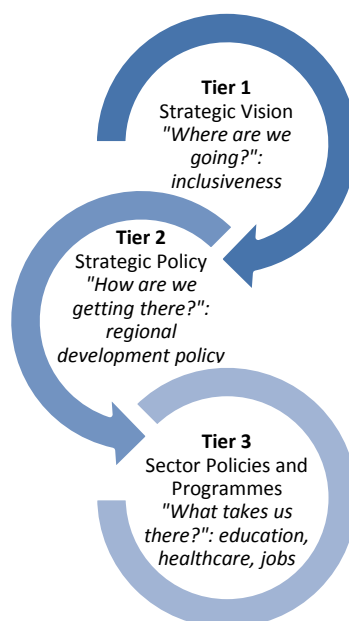 Tier 1
Strategic Vision
"Where are we
going?":
inclusiveness
Tier 2
Strategic Policy
"How are we
getting there?":
regional
development policy
Tier 3
Sector Policies and
Programmes
"What takes us
there?": education,
healthcare, jobs